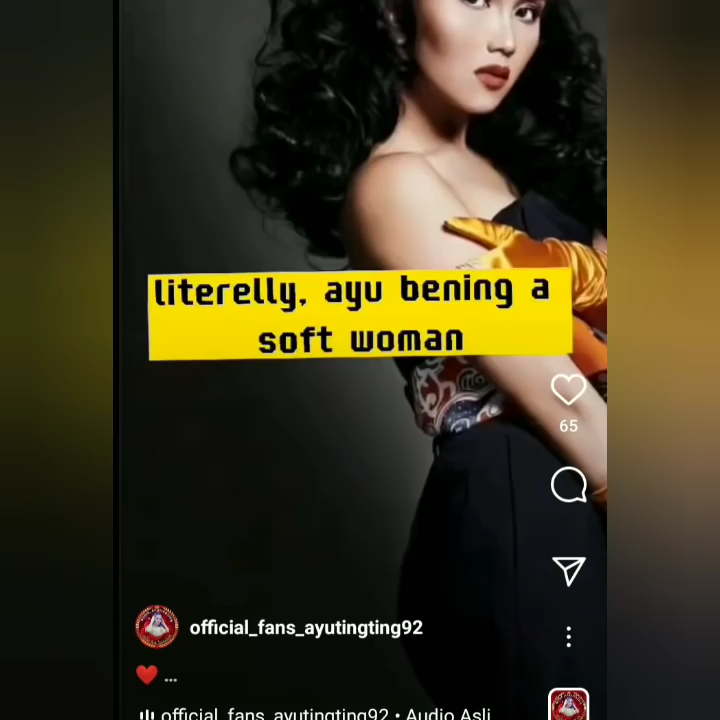 literelly, ayu bening a
soft woman
65
official_fans_ayutingting92
...
official_fans_ayutingting92 • Audio Asli